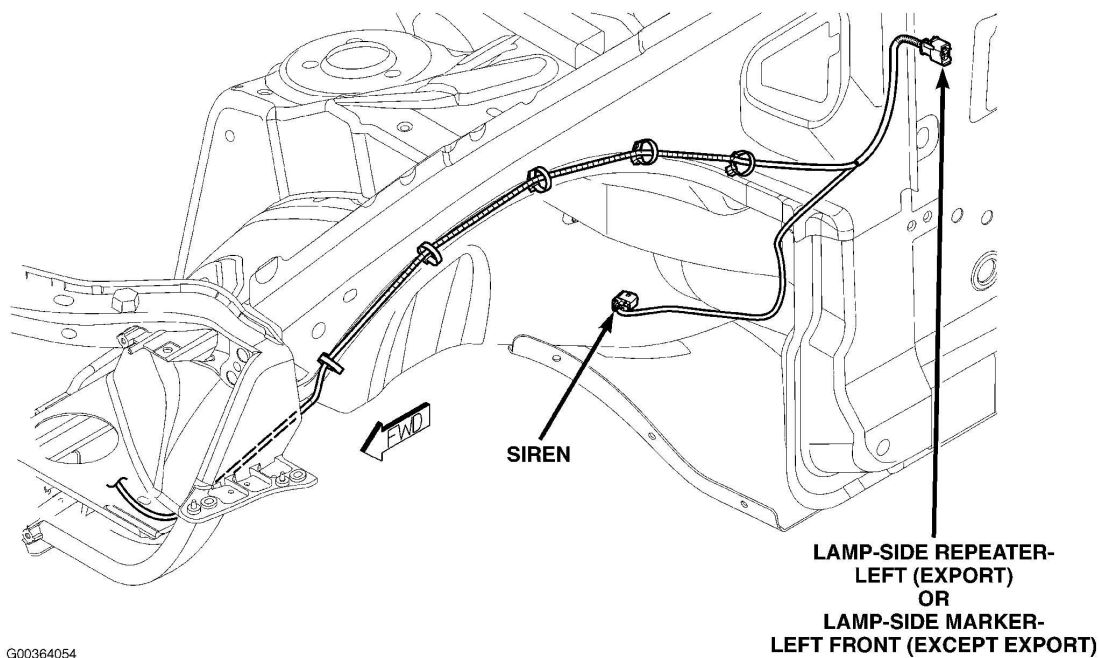 FWD
SIREN
LAMP-SIDE REPEATER-
LEFT (EXPORT)
OR
LAMP-SIDE MARKER-
LEFT FRONT (EXCEPT EXPORT)
G00364054